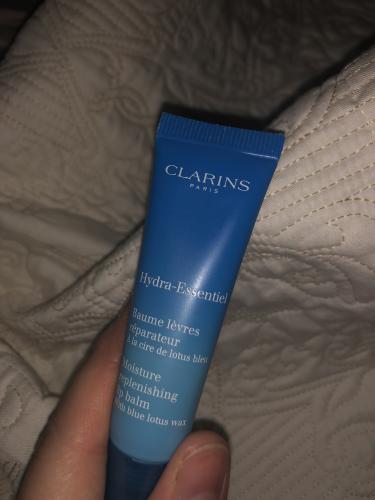 CLARINS
PARIS
Hydra-Essentiel
Baume lèvres
réparateur
à la cire de lotus bleu
Moisture
replenishing
lip balm
with blue lotus wax